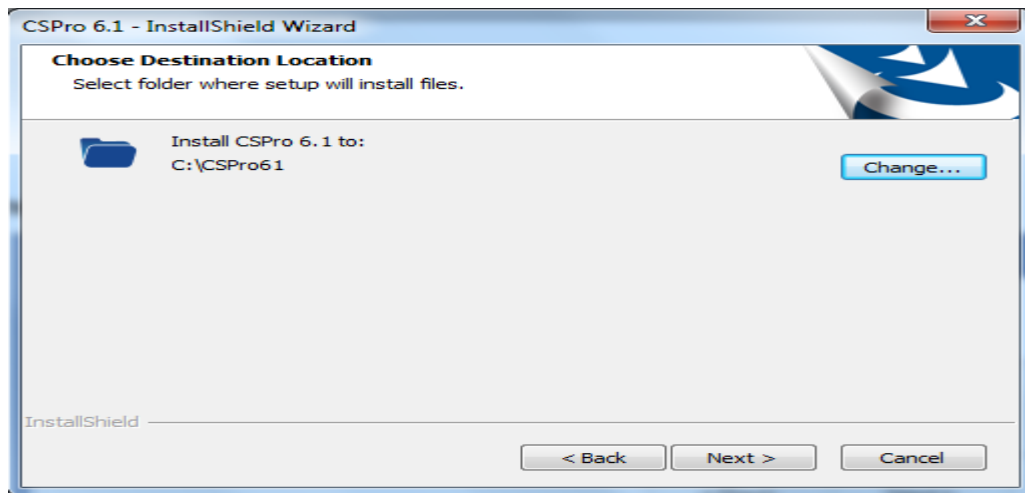 CSPro 6.1 - InstallShield Wizard
Choose Destination Location
Select folder where setup will install files.
Install CSPro 6.1 to:
C:\CSPro61
Change...
InstallShield
< Back
Next >
Cancel